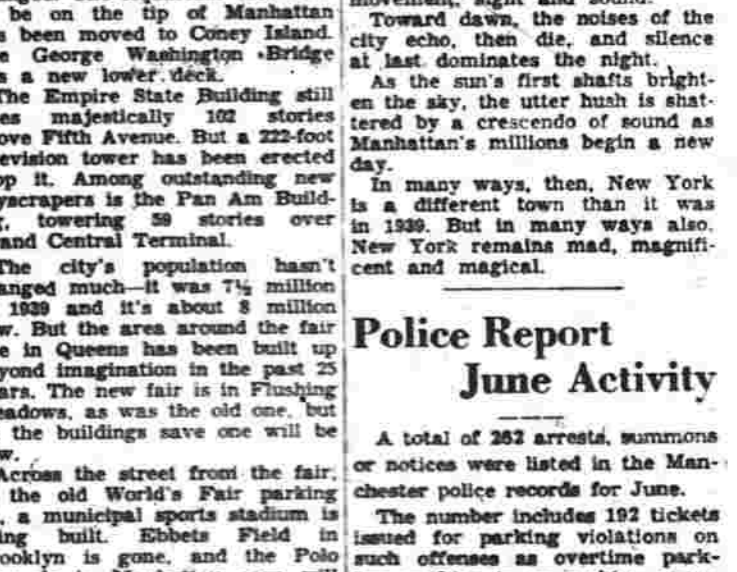 be on the tip of Manhattan
been moved to Coney Island.
George Washington Bridge
a new lower deck.
The Empire State Building still
majestically 102 stories
Fifth Avenue. But a 222-foot
tower has been erected
it. Among outstanding new
is the Pan Am Build-
towering 59 stories over
Central Terminal.
The city's population hasn't
much—it was 7½ million
1939 and it's about 8 million
But the area around the fair
in Queens has been built up
imagination in the past 25
The new fair is in Flushing
as was the old one, but
the buildings save one will be
Across the street from the fair,
the old World's Fair parking
a municipal sports stadium is
built. Ebbets Field in
is gone, and the Polo
movement, sight and sound.
Toward dawn, the noises of the
city echo, then die, and silence
at last dominates the night.
As the sun's first shafts bright-
en the sky, the utter hush is shat-
tered by a crescendo of sound as
Manhattan's millions begin a new
day.
In many ways, then, New York
is a different town than it was
in 1939. But in many ways also,
New York remains mad, magnifi-
cent and magical.
Police Report
June Activity
A total of 262 arrests, summons
or notices were listed in the Man-
chester police records for June.
The number includes 192 tickets
issued for parking violations on
such offenses as overtime park-